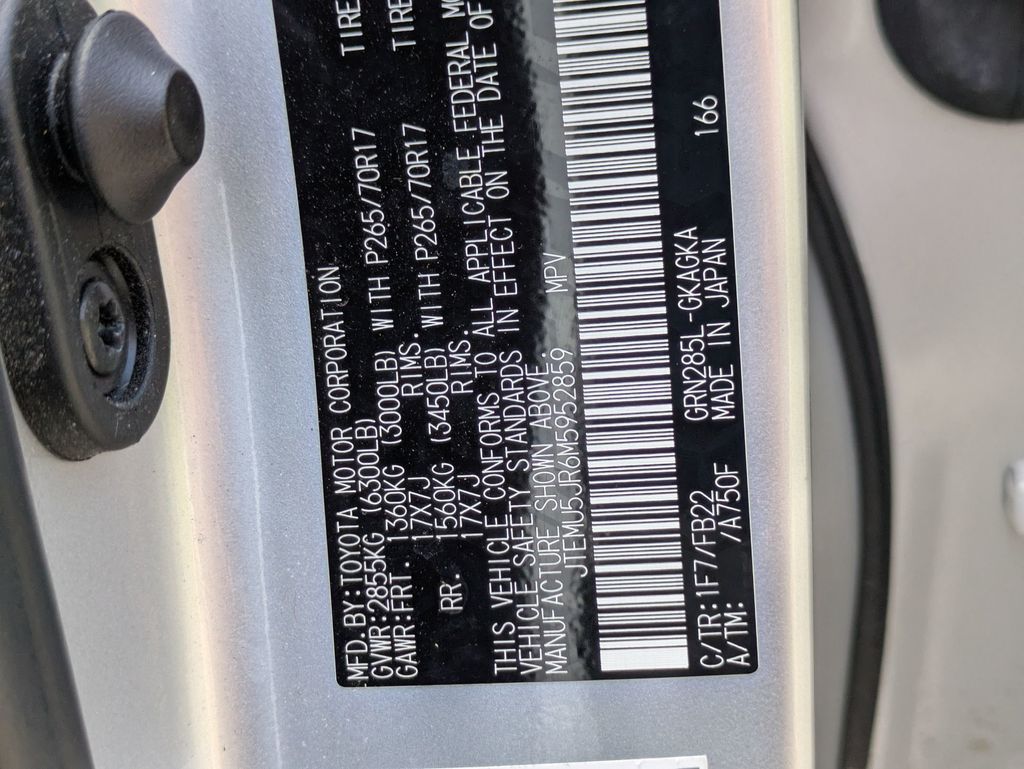 MFD.BY:TOYOTA MOTOR CORPORATION
GVWR:2855KG (6300LB)
GAWR:FRT. 1360KG (3000LB) WITH P265/70R17 TIRE
17X7J RIMS.
RR. 1560KG (3450LB) WITH P265/70R17 TIRE
17X7J RIMS.
THIS VEHICLE CONFORMS TO ALL APPLICABLE FEDERAL MO
VEHICLE SAFETY STANDARDS IN EFFECT ON THE DATE OF
MANUFACTURE SHOWN ABOVE.
JTEMU5JR6M5952859 MPV
C/TR:1F7/FB22 GRN285L-GKAGKA 166
A/TM: /A750F MADE IN JAPAN